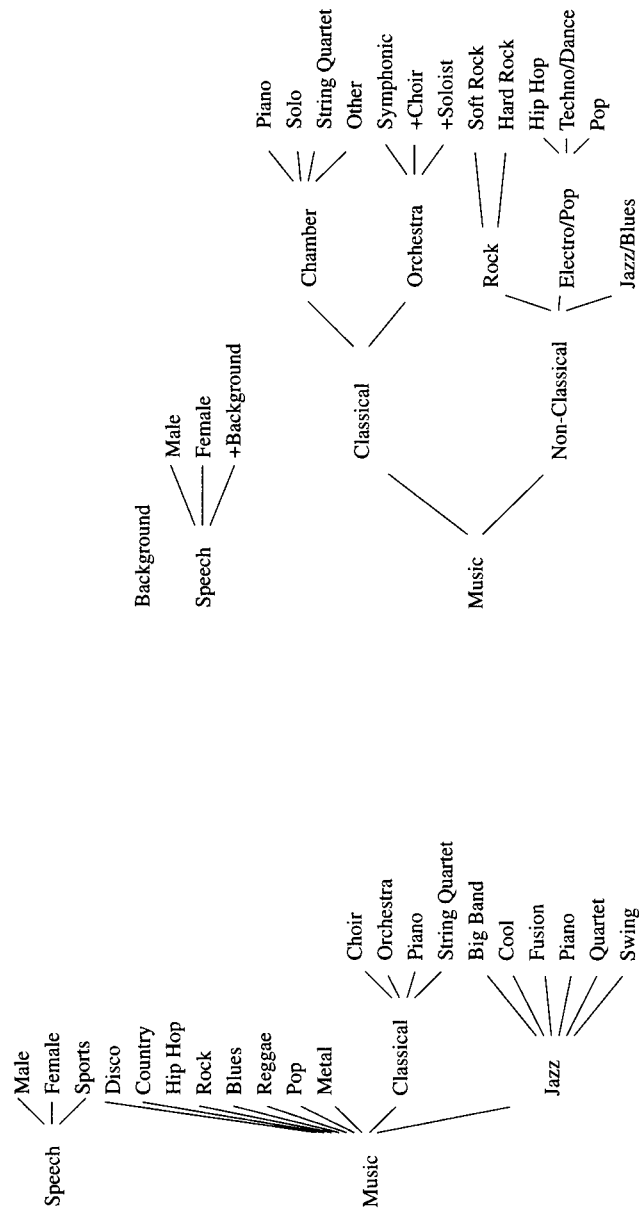 Speech
Male
Female
Sports
Music
Disco
Country
Hip Hop
Rock
Blues
Reggae
Pop
Metal
Classical
Choir
Orchestra
Piano
String Quartet
Jazz
Big Band
Cool
Fusion
Piano
Quartet
Swing
Background
Speech
Male
Female
+Background
Music
Classical
Chamber
Piano
Solo
String Quartet
Other
Orchestra
Symphonic
+Choir
+Soloist
Non-Classical
Rock
Soft Rock
Hard Rock
Electro/Pop
Hip Hop
Techno/Dance
Pop
Jazz/Blues